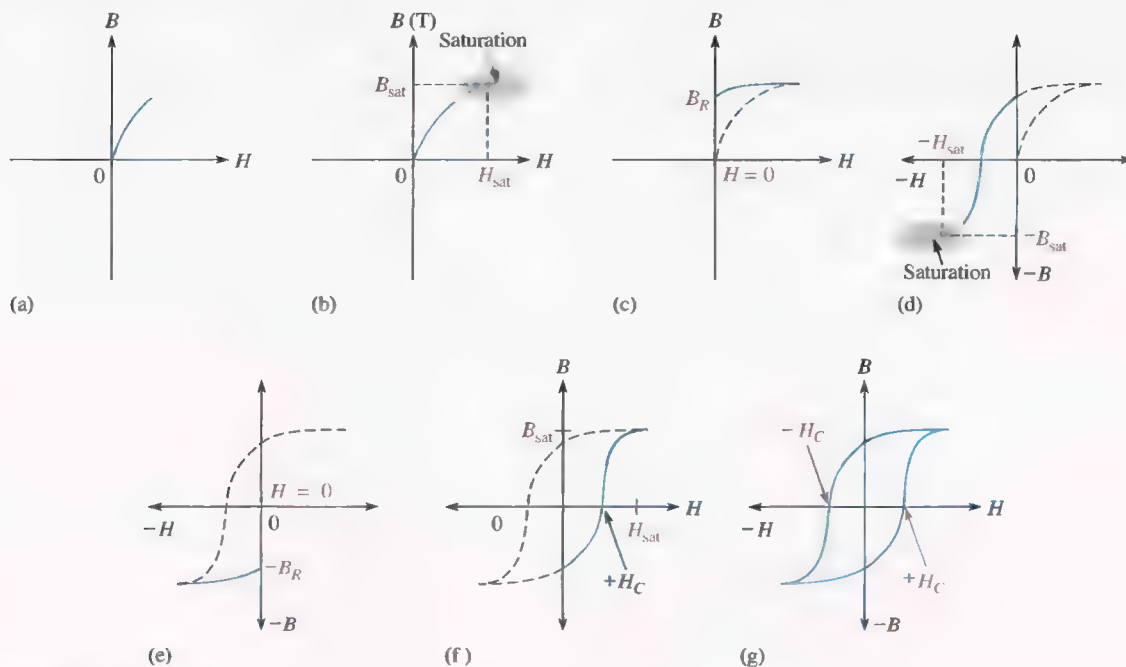 B
H
0
(a)
B (T)
Saturation
B_sat
0
H_sat
H
(b)
B
B_R
H = 0
H
(c)
−H_sat
−H
0
−B_sat
Saturation
−B
(d)
H = 0
−H
0
−B_R
−B
(e)
B
B_sat
0
H
H_sat
+H_C
(f)
B
−H_C
−H
H
+H_C
−B
(g)